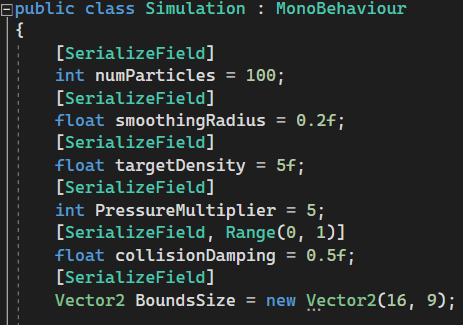 public class Simulation : MonoBehaviour
{
[SerializeField]
int numParticles = 100;
[SerializeField]
float smoothingRadius = 0.2f;
[SerializeField]
float targetDensity = 5f;
[SerializeField]
int PressureMultiplier = 5;
[SerializeField, Range(0, 1)]
float collisionDamping = 0.5f;
[SerializeField]
Vector2 BoundsSize = new Vector2(16, 9);